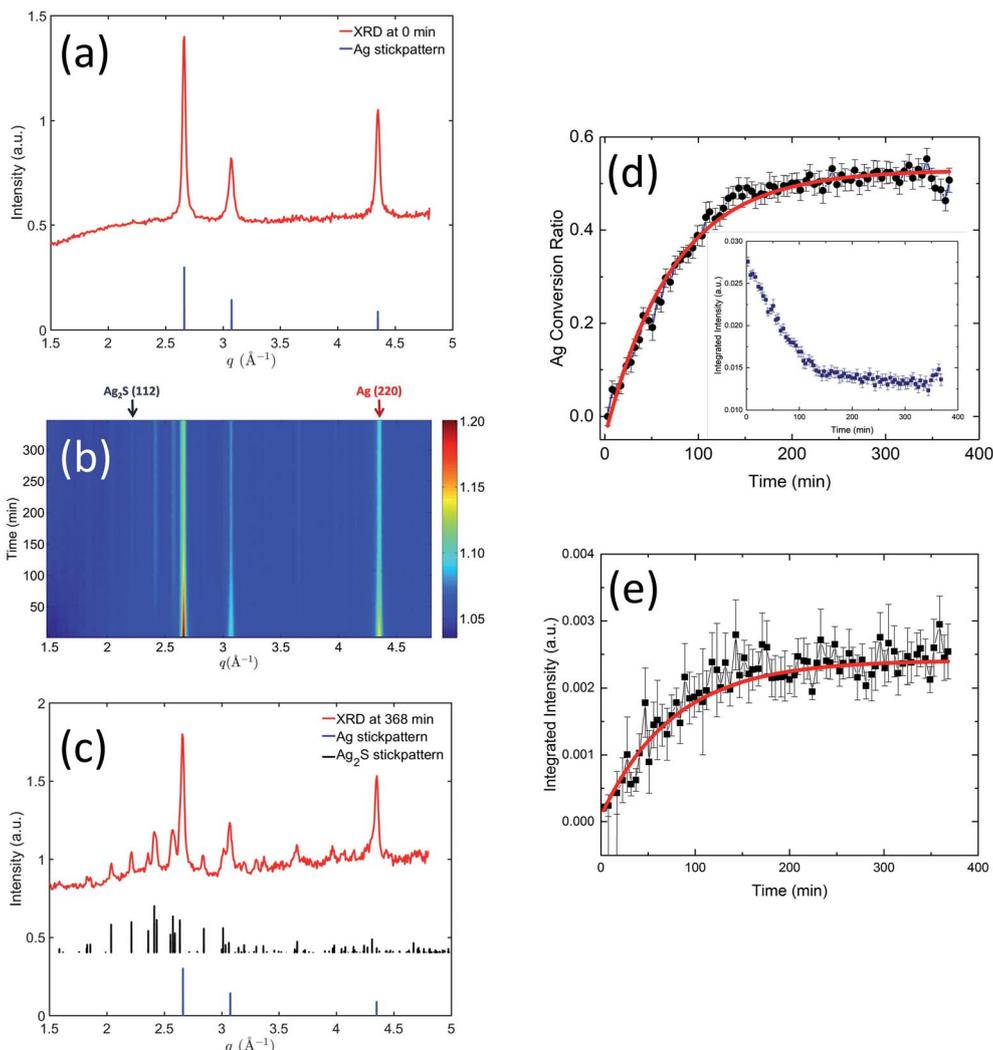 (a)
XRD at 0 min
Ag stickpattern
Intensity (a.u.)
1.5
1
0.5
0
1.5 2 2.5 3 3.5 4 4.5 5
q (Å⁻¹)
Ag₂S (112)
Ag (220)
(b)
Time (min)
300
250
200
150
100
50
1.5 2 2.5 3 3.5 4 4.5
q(Å⁻¹)
1.20
1.15
1.10
1.05
(c)
XRD at 368 min
Ag stickpattern
Ag₂S stickpattern
Intensity (a.u.)
2
1.5
1
0.5
0
1.5 2 2.5 3 3.5 4 4.5 5
q (Å⁻¹)
(d)
Ag Conversion Ratio
0.6
0.4
0.2
0.0
0 100 200 300 400
Time (min)
Integrated Intensity (a.u.)
0.030
0.025
0.020
0.015
0.010
0 100 200 300 400
Time (min)
(e)
Integrated Intensity (a.u.)
0.004
0.003
0.002
0.001
0.000
0 100 200 300 400
Time (min)